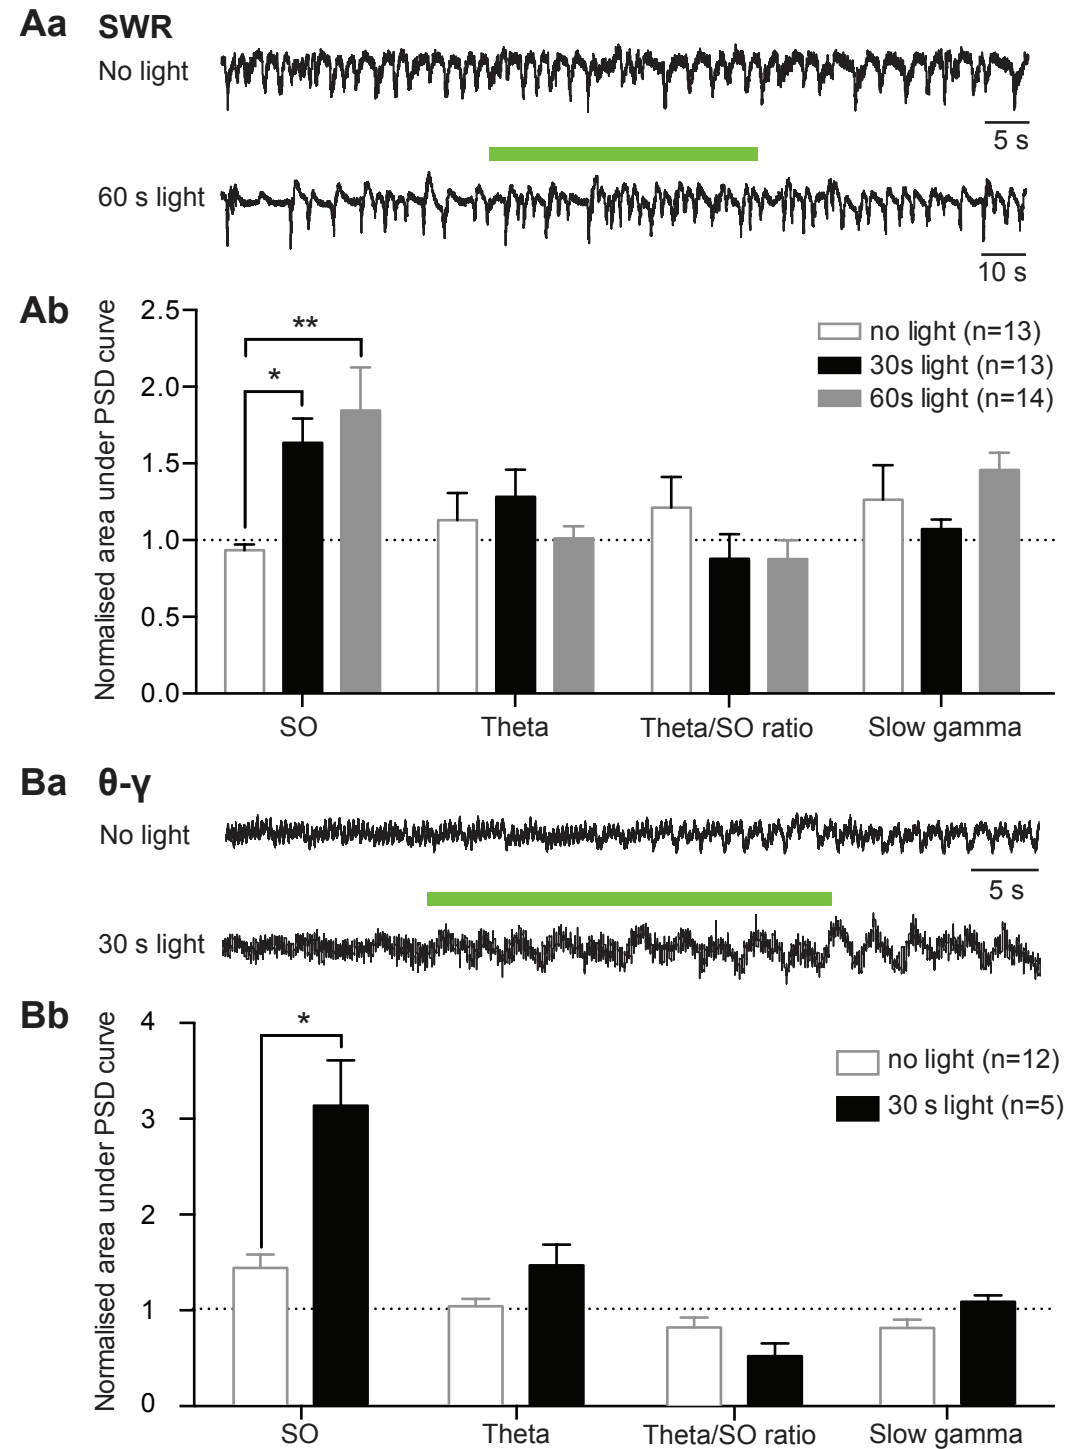 Aa SWR
No light
5 s
60 s light
10 s
Ab
Normalised area under PSD curve
2.5
2.0
1.5
1.0
0.5
0.0
**
*
no light (n=13)
30s light (n=13)
60s light (n=14)
SO Theta Theta/SO ratio Slow gamma
Ba θ-γ
No light
5 s
30 s light
Bb
Normalised area under PSD curve
4
3
2
1
0
*
no light (n=12)
30 s light (n=5)
SO Theta Theta/SO ratio Slow gamma